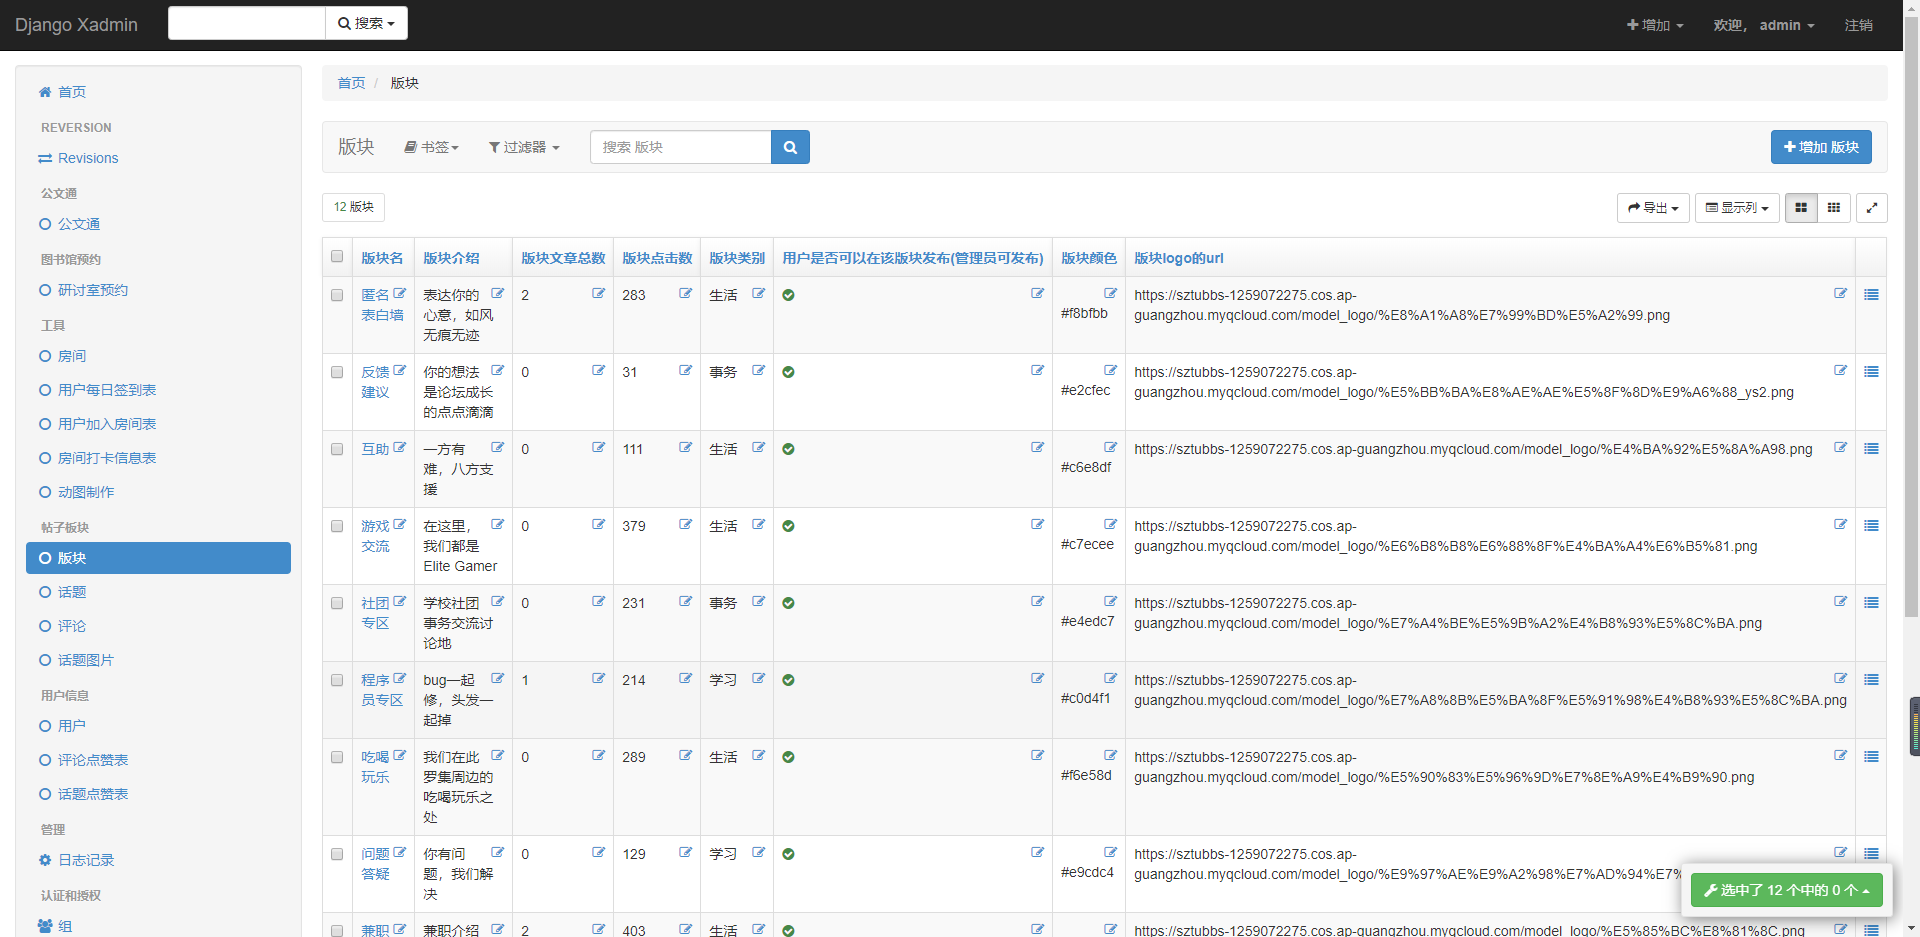 Django Xadmin
搜索
增加
欢迎， admin
注销
首页
REVERSION
Revisions
公文通
公文通
图书馆预约
研讨室预约
工具
房间
用户每日签到表
用户加入房间表
房间打卡信息表
动图制作
帖子板块
版块
话题
评论
话题图片
用户信息
用户
评论点赞表
话题点赞表
管理
日志记录
认证和授权
组
首页 / 版块
版块
书签
过滤器
搜索 版块
增加 版块
12 版块
导出
显示列
版块名 版块介绍 版块文章总数 版块点击数 版块类别 用户是否可以在该版块发布(管理员可发布) 版块颜色 版块logo的url
匿名
表白墙
表达你的
心意，如风
无痕无迹
2
283
生活
#f8bfbb
https://sztubbs-1259072275.cos.ap-
guangzhou.myqcloud.com/model_logo/%E8%A1%A8%E7%99%BD%E5%A2%99.png
反馈
建议
你的想法
是论坛成长
的点点滴滴
0
31
事务
#e2cfec
https://sztubbs-1259072275.cos.ap-
guangzhou.myqcloud.com/model_logo/%E5%BB%BA%E8%AE%AE%E5%8F%8D%E9%A6%88_ys2.png
互助
一方有
难，八方支
援
0
111
生活
#c6e8df
https://sztubbs-1259072275.cos.ap-guangzhou.myqcloud.com/model_logo/%E4%BA%92%E5%8A%A98.png
游戏
交流
在这里，
我们都是
Elite Gamer
0
379
生活
#c7ecee
https://sztubbs-1259072275.cos.ap-
guangzhou.myqcloud.com/model_logo/%E6%B8%B8%E6%88%8F%E4%BA%A4%E6%B5%81.png
社团
专区
学校社团
事务交流讨
论地
0
231
事务
#e4edc7
https://sztubbs-1259072275.cos.ap-
guangzhou.myqcloud.com/model_logo/%E7%A4%BE%E5%9B%A2%E4%B8%93%E5%8C%BA.png
程序
员专区
bug一起
修，头发一
起掉
1
214
学习
#c0d4f1
https://sztubbs-1259072275.cos.ap-
guangzhou.myqcloud.com/model_logo/%E7%A8%8B%E5%BA%8F%E5%91%98%E4%B8%93%E5%8C%BA.png
吃喝
玩乐
我们在此
罗集周边的
吃喝玩乐之
处
0
289
生活
#f6e58d
https://sztubbs-1259072275.cos.ap-
guangzhou.myqcloud.com/model_logo/%E5%90%83%E5%96%9D%E7%8E%A9%E4%B9%90.png
问题
答疑
你有问
题，我们解
决
0
129
学习
#e9cdc4
https://sztubbs-1259072275.cos.ap-
guangzhou.myqcloud.com/model_logo/%E9%97%AE%E9%A2%98%E7%AD%94%E7%
选中了 12 个中的 0 个
兼职
兼职介绍
2
403
生活
https://sztubbs-1259072275.cos.ap-guangzhou.myqcloud.com/model_logo/%E5%85%BC%E8%81%8C.png